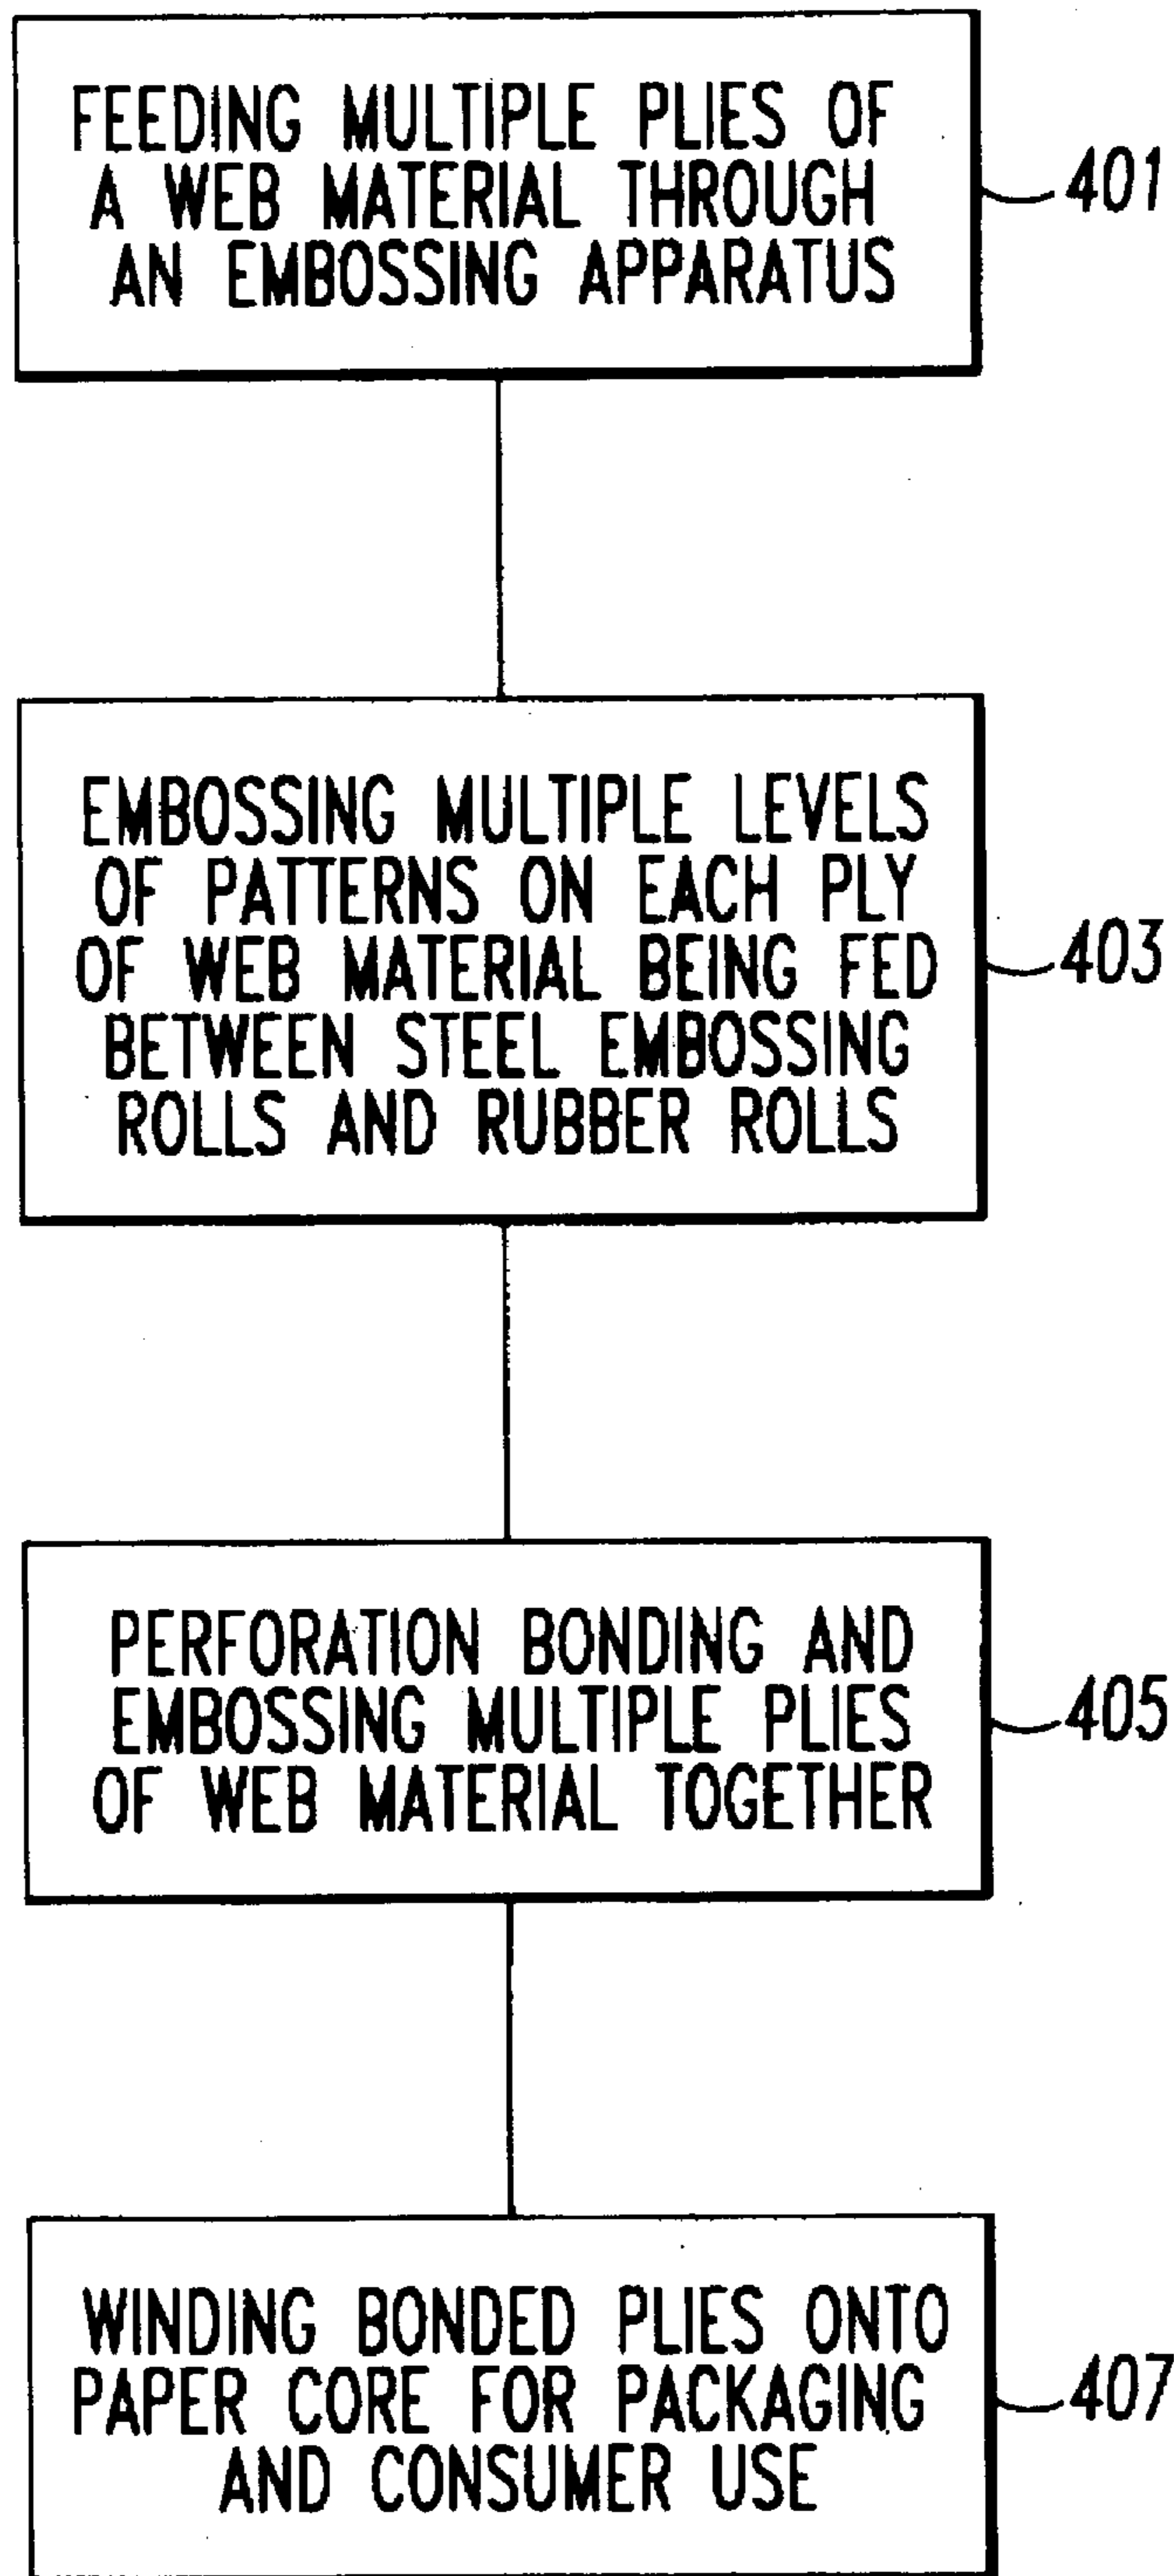 FEEDING MULTIPLE PLIES OF
A WEB MATERIAL THROUGH
AN EMBOSSING APPARATUS
401
EMBOSSING MULTIPLE LEVELS
OF PATTERNS ON EACH PLY
OF WEB MATERIAL BEING FED
BETWEEN STEEL EMBOSSING
ROLLS AND RUBBER ROLLS
403
PERFORATION BONDING AND
EMBOSSING MULTIPLE PLIES
OF WEB MATERIAL TOGETHER
405
WINDING BONDED PLIES ONTO
PAPER CORE FOR PACKAGING
AND CONSUMER USE
407